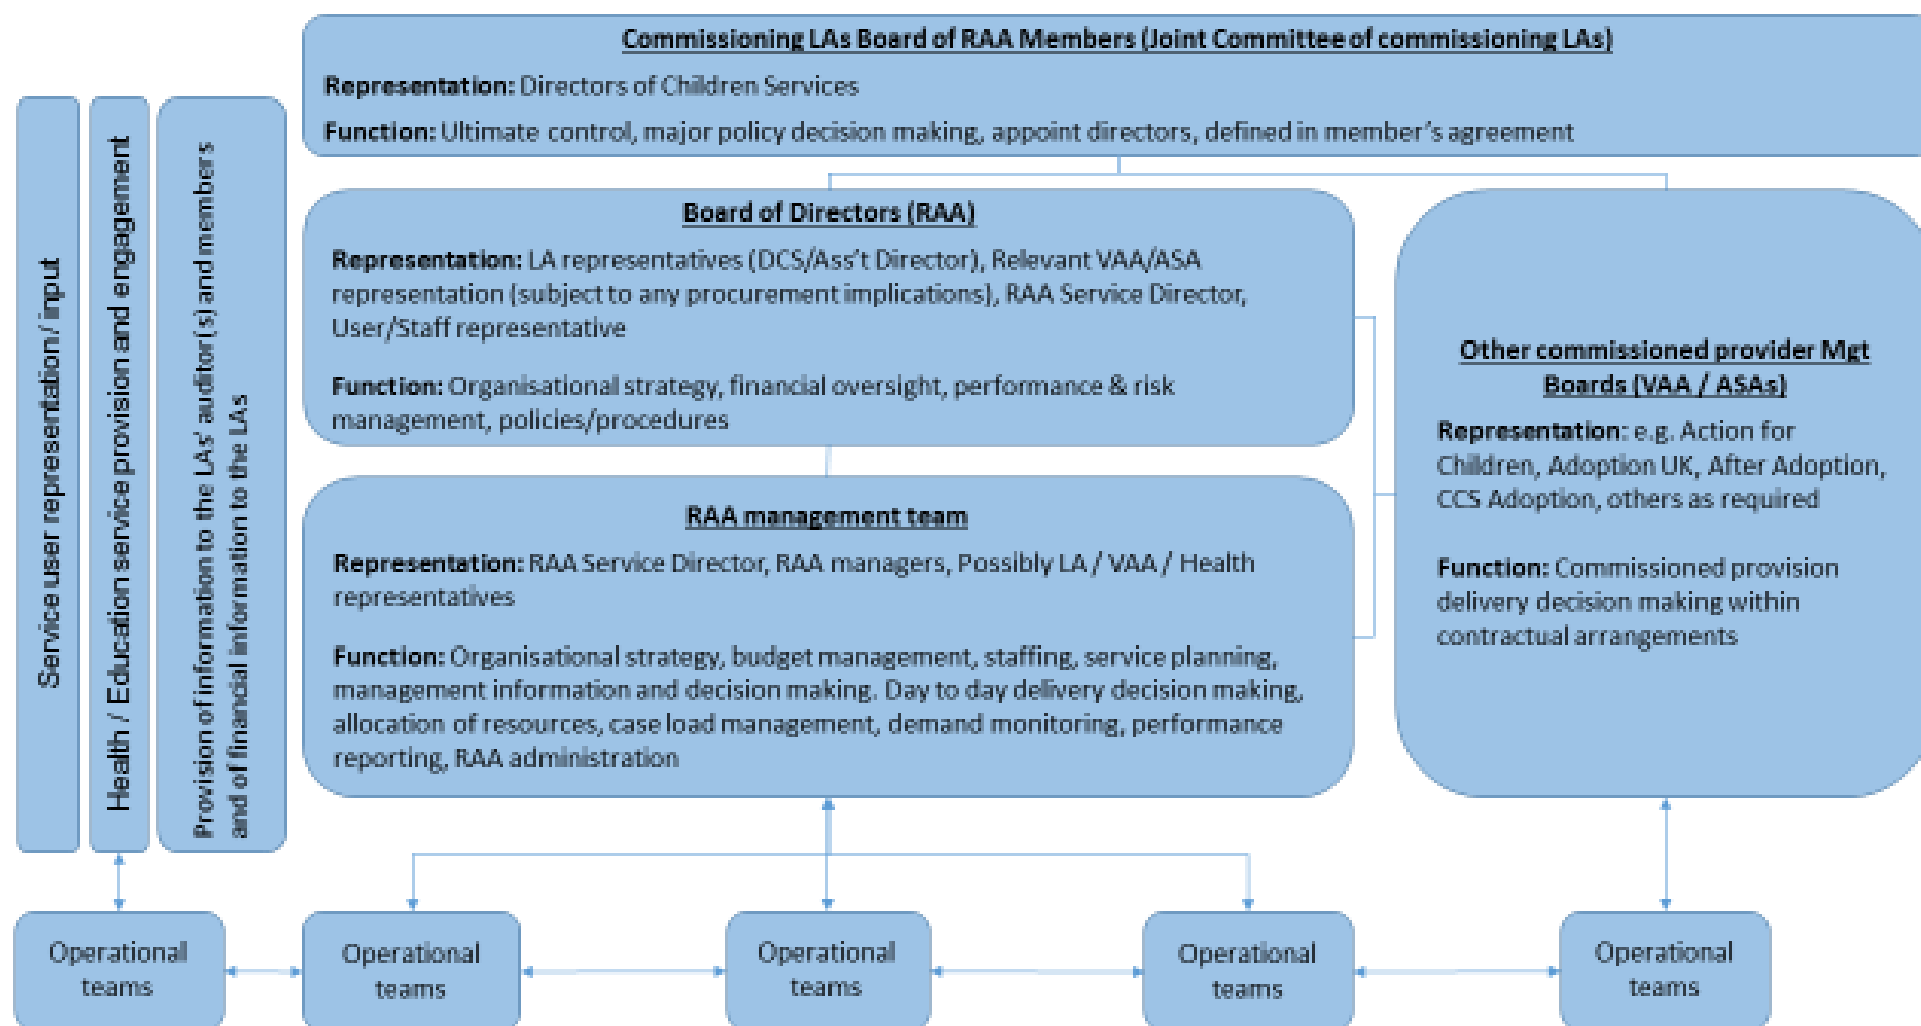 Commissioning LAs Board of RAA Members (Joint Committee of commissioning LAs)
Representation: Directors of Children Services
Function: Ultimate control, major policy decision making, appoint directors, defined in member's agreement
Service user representation/ input
Health / Education service provision and engagement
Provision of information to the LAs' auditor(s) and members
and of financial information to the LAs
Board of Directors (RAA)
Representation: LA representatives (DCS/Ass't Director), Relevant VAA/ASA
representation (subject to any procurement implications), RAA Service Director,
User/Staff representative
Function: Organisational strategy, financial oversight, performance & risk
management, policies/procedures
RAA management team
Representation: RAA Service Director, RAA managers, Possibly LA / VAA / Health
representatives
Function: Organisational strategy, budget management, staffing, service planning,
management information and decision making. Day to day delivery decision making,
allocation of resources, case load management, demand monitoring, performance
reporting, RAA administration
Other commissioned provider Mgt
Boards (VAA / ASAs)
Representation: e.g. Action for
Children, Adoption UK, After Adoption,
CCS Adoption, others as required
Function: Commissioned provision
delivery decision making within
contractual arrangements
Operational
teams
Operational
teams
Operational
teams
Operational
teams
Operational
teams